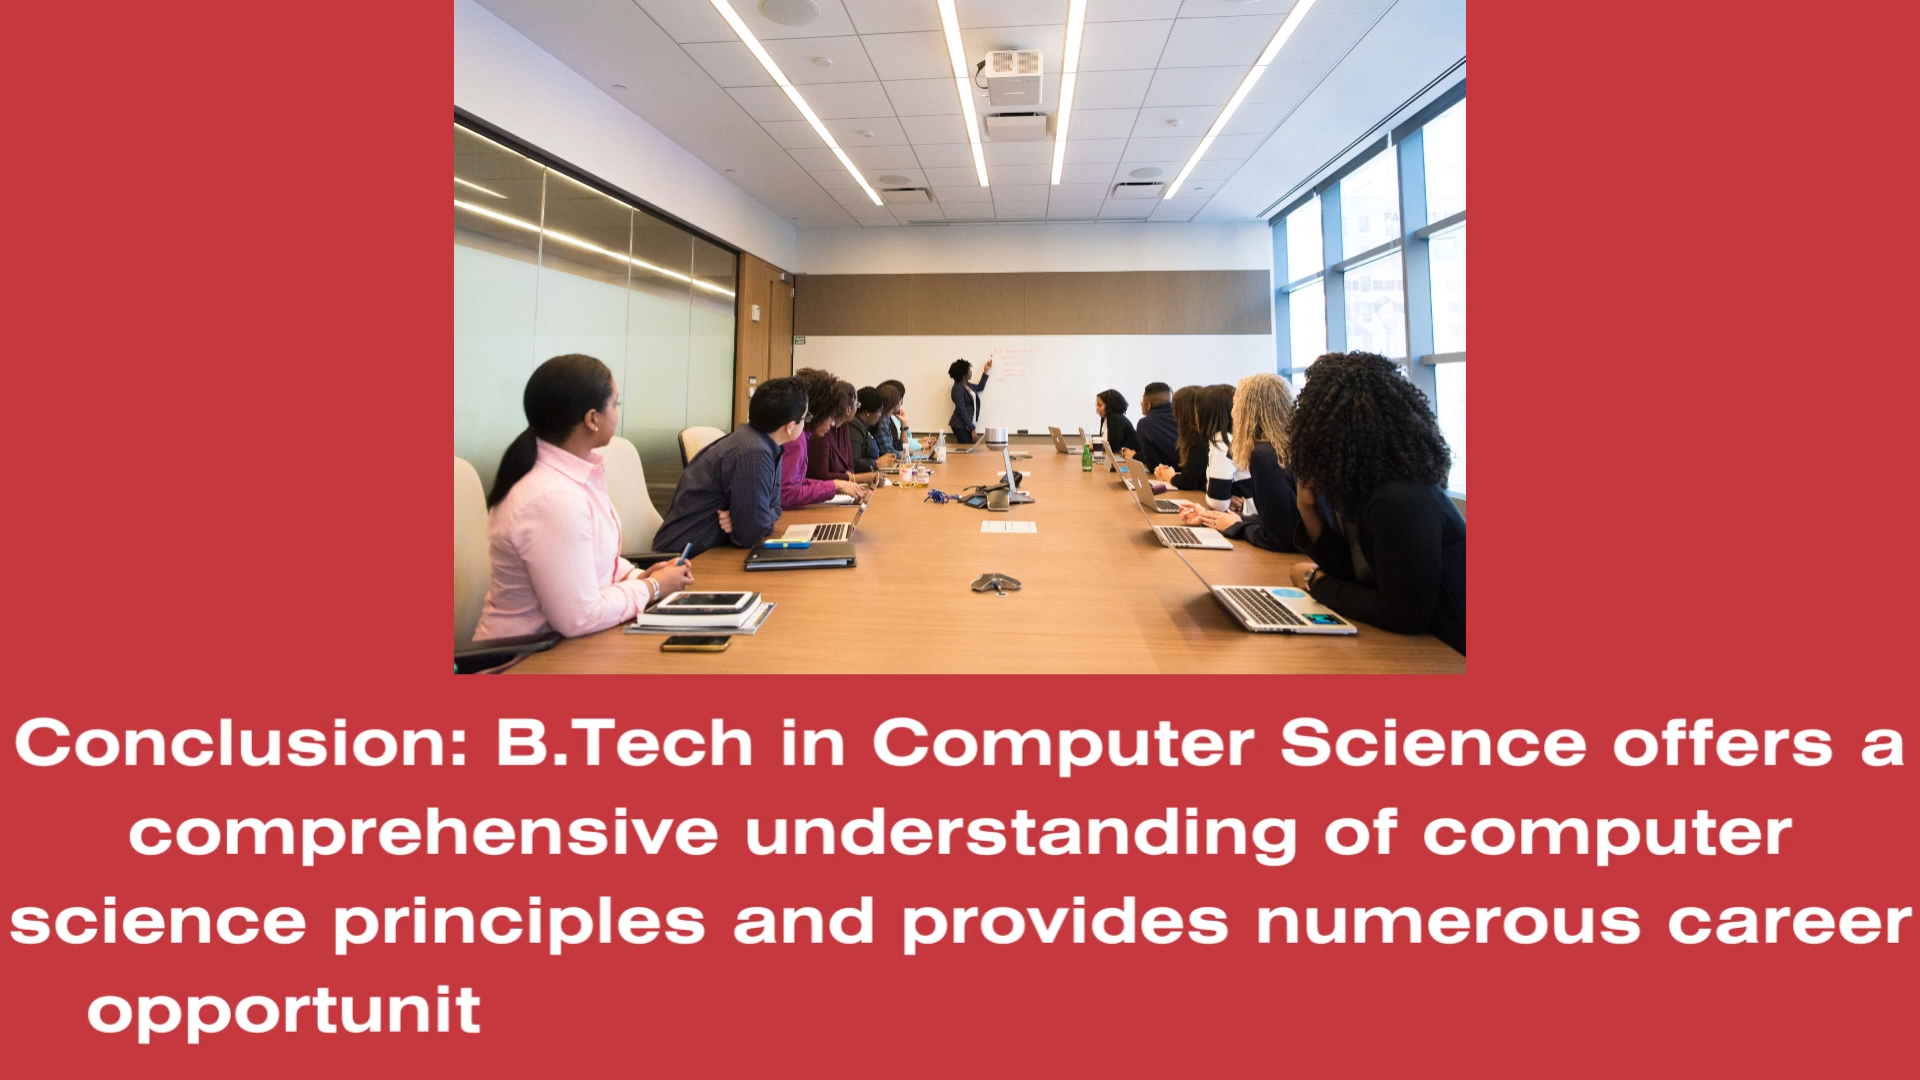 Conclusion: B.Tech in Computer Science offers a
comprehensive understanding of computer
science principles and provides numerous career
opportunit